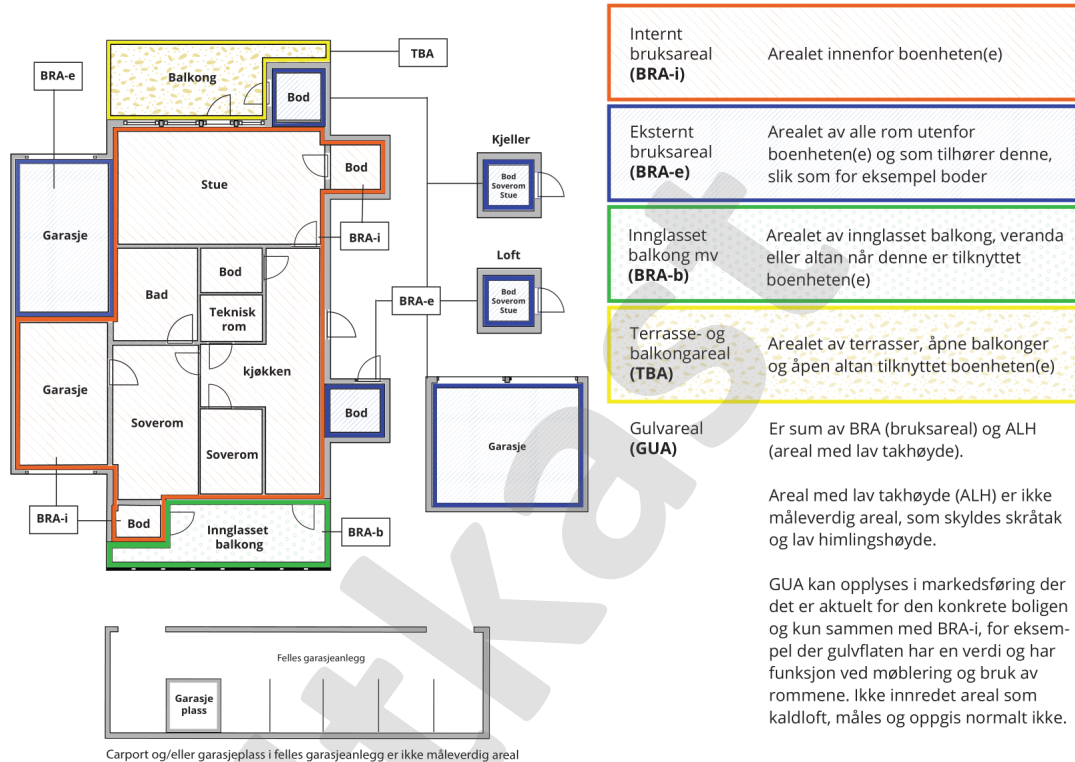 TBA
BRA-e
Balkong
Bod
Kjeller
Bod
Soverom
Stue
Stue
Bod
Garasje
BRA-i
Loft
Bod
Soverom
Stue
Bad
Bod
Teknisk
rom
BRA-e
kjøkken
Garasje
Soverom
Bod
Soverom
Garasje
BRA-i
Bod
Innglasset
balkong
BRA-b
Felles garasjeanlegg
Garasje
plass
Carport og/eller garasjeplass i felles garasjeanlegg er ikke måleverdig areal
Internt
bruksareal
(BRA-i)
Arealet innenfor boenheten(e)
Eksternt
bruksareal
(BRA-e)
Arealet av alle rom utenfor
boenheten(e) og som tilhører denne,
slik som for eksempel boder
Innglasset
balkong mv
(BRA-b)
Arealet av innglasset balkong, veranda
eller altan når denne er tilknyttet
boenheten(e)
Terrasse- og
balkongareal
(TBA)
Arealet av terrasser, åpne balkonger
og åpen altan tilknyttet boenheten(e)
Gulvareal
(GUA)
Er sum av BRA (bruksareal) og ALH
(areal med lav takhøyde).
Areal med lav takhøyde (ALH) er ikke
måleverdig areal, som skyldes skråtak
og lav himlingshøyde.
GUA kan opplyses i markedsføring der
det er aktuelt for den konkrete boligen
og kun sammen med BRA-i, for eksem-
pel der gulvflaten har en verdi og har
funksjon ved møblering og bruk av
rommene. Ikke innredet areal som
kaldloft, måles og oppgis normalt ikke.